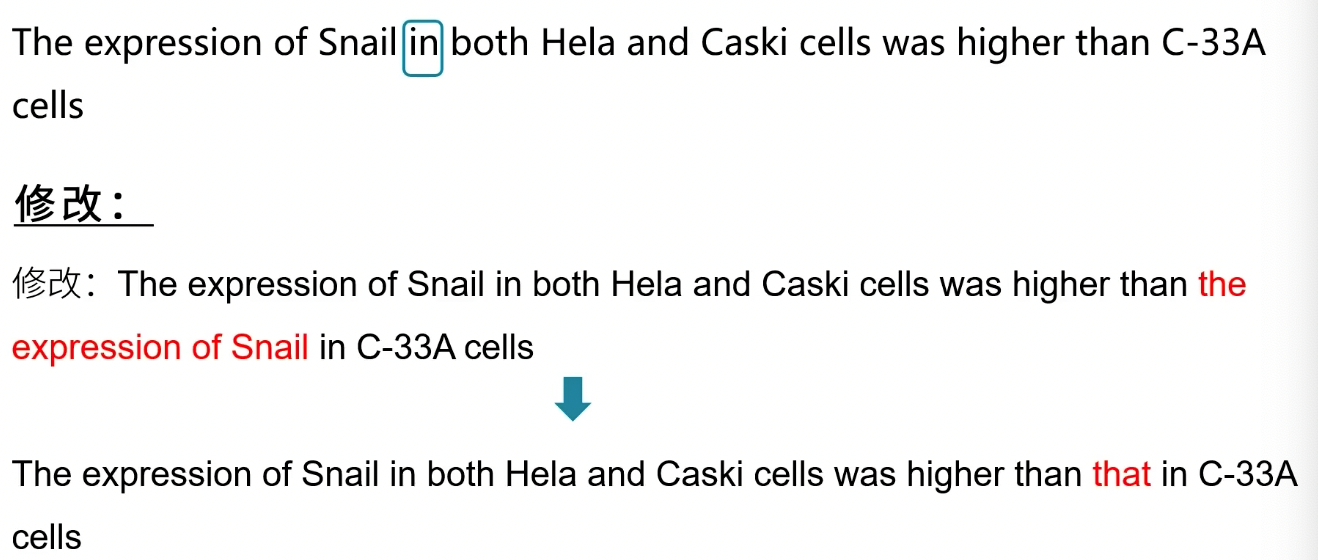 The expression of Snail in both Hela and Caski cells was higher than C-33A
cells
修改：
修改：The expression of Snail in both Hela and Caski cells was higher than the
expression of Snail in C-33A cells
The expression of Snail in both Hela and Caski cells was higher than that in C-33A
cells